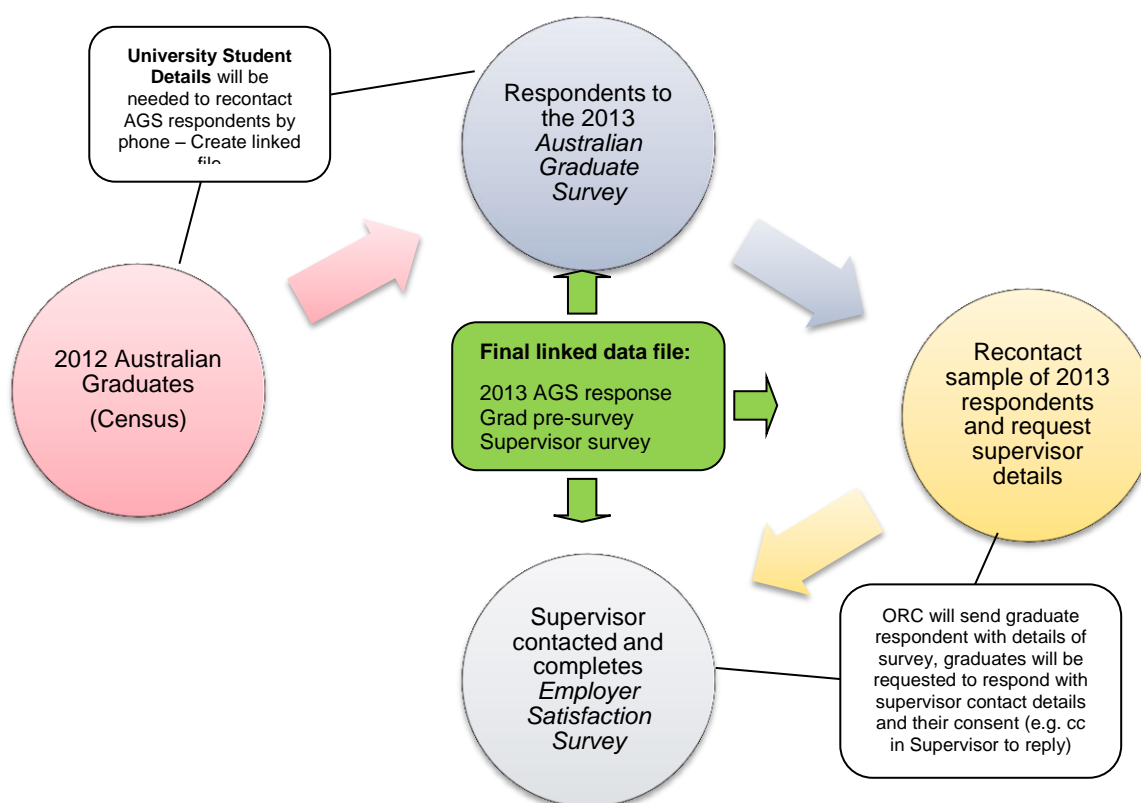 University Student
Details will be
needed to recontact
AGS respondents by
phone – Create linked
file
Respondents to
the 2013
Australian
Graduate
Survey
2012 Australian
Graduates
(Census)
Final linked data file:
2013 AGS response
Grad pre-survey
Supervisor survey
Recontact
sample of 2013
respondents
and request
supervisor
details
Supervisor
contacted and
completes
Employer
Satisfaction
Survey
ORC will send graduate
respondent with details of
survey, graduates will be
requested to respond with
supervisor contact details
and their consent (e.g. cc
in Supervisor to reply)